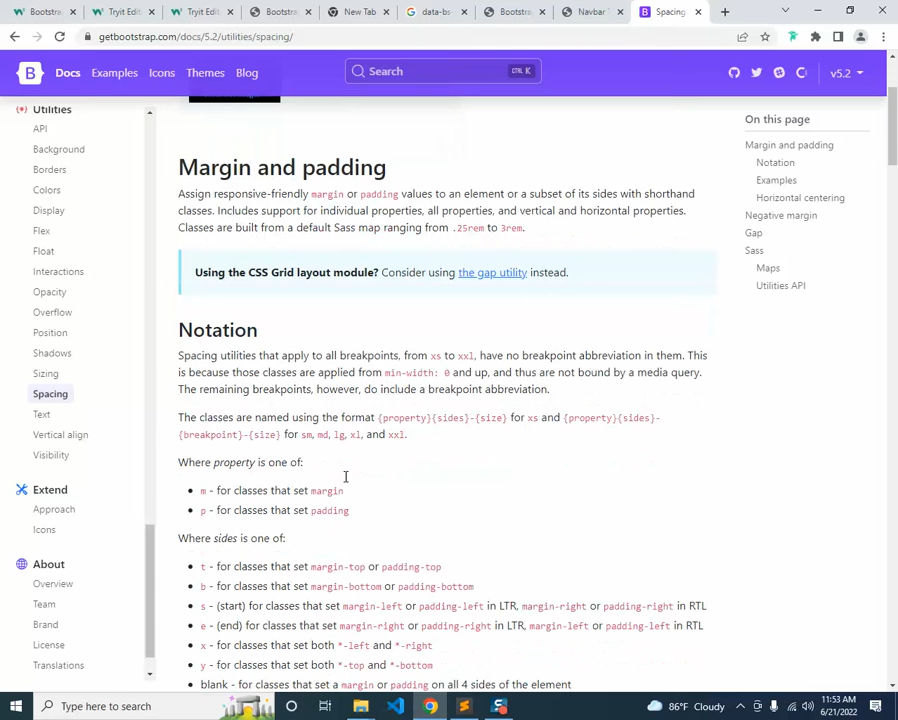 Bootstra
Tryit Edit
Tryit Edit
Bootstrap
New Tab
data-bs-
Bootstrap
Navbar T
Spacing
getbootstrap.com/docs/5.2/utilities/spacing/
B
Docs
Examples
Icons
Themes
Blog
Search
CTRL K
v5.2
Utilities
API
Background
Borders
Colors
Display
Flex
Float
Interactions
Opacity
Overflow
Position
Shadows
Sizing
Spacing
Text
Vertical align
Visibility
Extend
Approach
Icons
About
Overview
Team
Brand
License
Translations
Margin and padding
Assign responsive-friendly margin or padding values to an element or a subset of its sides with shorthand
classes. Includes support for individual properties, all properties, and vertical and horizontal properties.
Classes are built from a default Sass map ranging from .25rem to 3rem.
Using the CSS Grid layout module? Consider using the gap utility instead.
Notation
Spacing utilities that apply to all breakpoints, from xs to xxl, have no breakpoint abbreviation in them. This
is because those classes are applied from min-width: 0 and up, and thus are not bound by a media query.
The remaining breakpoints, however, do include a breakpoint abbreviation.
The classes are named using the format {property}{sides}-{size} for xs and {property}{sides}-
{breakpoint}-{size} for sm, md, lg, xl, and xxl.
Where property is one of:
m - for classes that set margin
p - for classes that set padding
Where sides is one of:
t - for classes that set margin-top or padding-top
b - for classes that set margin-bottom or padding-bottom
s - (start) for classes that set margin-left or padding-left in LTR, margin-right or padding-right in RTL
e - (end) for classes that set margin-right or padding-right in LTR, margin-left or padding-left in RTL
x - for classes that set both *-left and *-right
y - for classes that set both *-top and *-bottom
blank - for classes that set a margin or padding on all 4 sides of the element
On this page
Margin and padding
Notation
Examples
Horizontal centering
Negative margin
Gap
Sass
Maps
Utilities API
Type here to search
86°F Cloudy
11:53 AM
6/21/2022